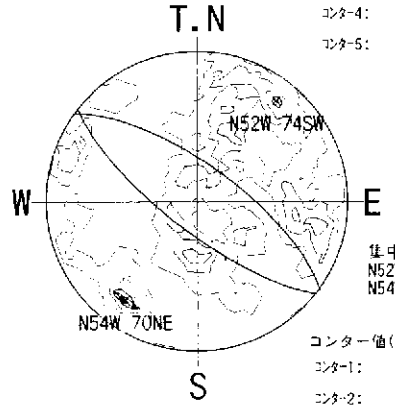 T.N
コンター4:
コンター5:
N52W 74SW
W
E
集中
N52
N54
N54W 70NE
コンター値(
S
コンター1:
コンター2: